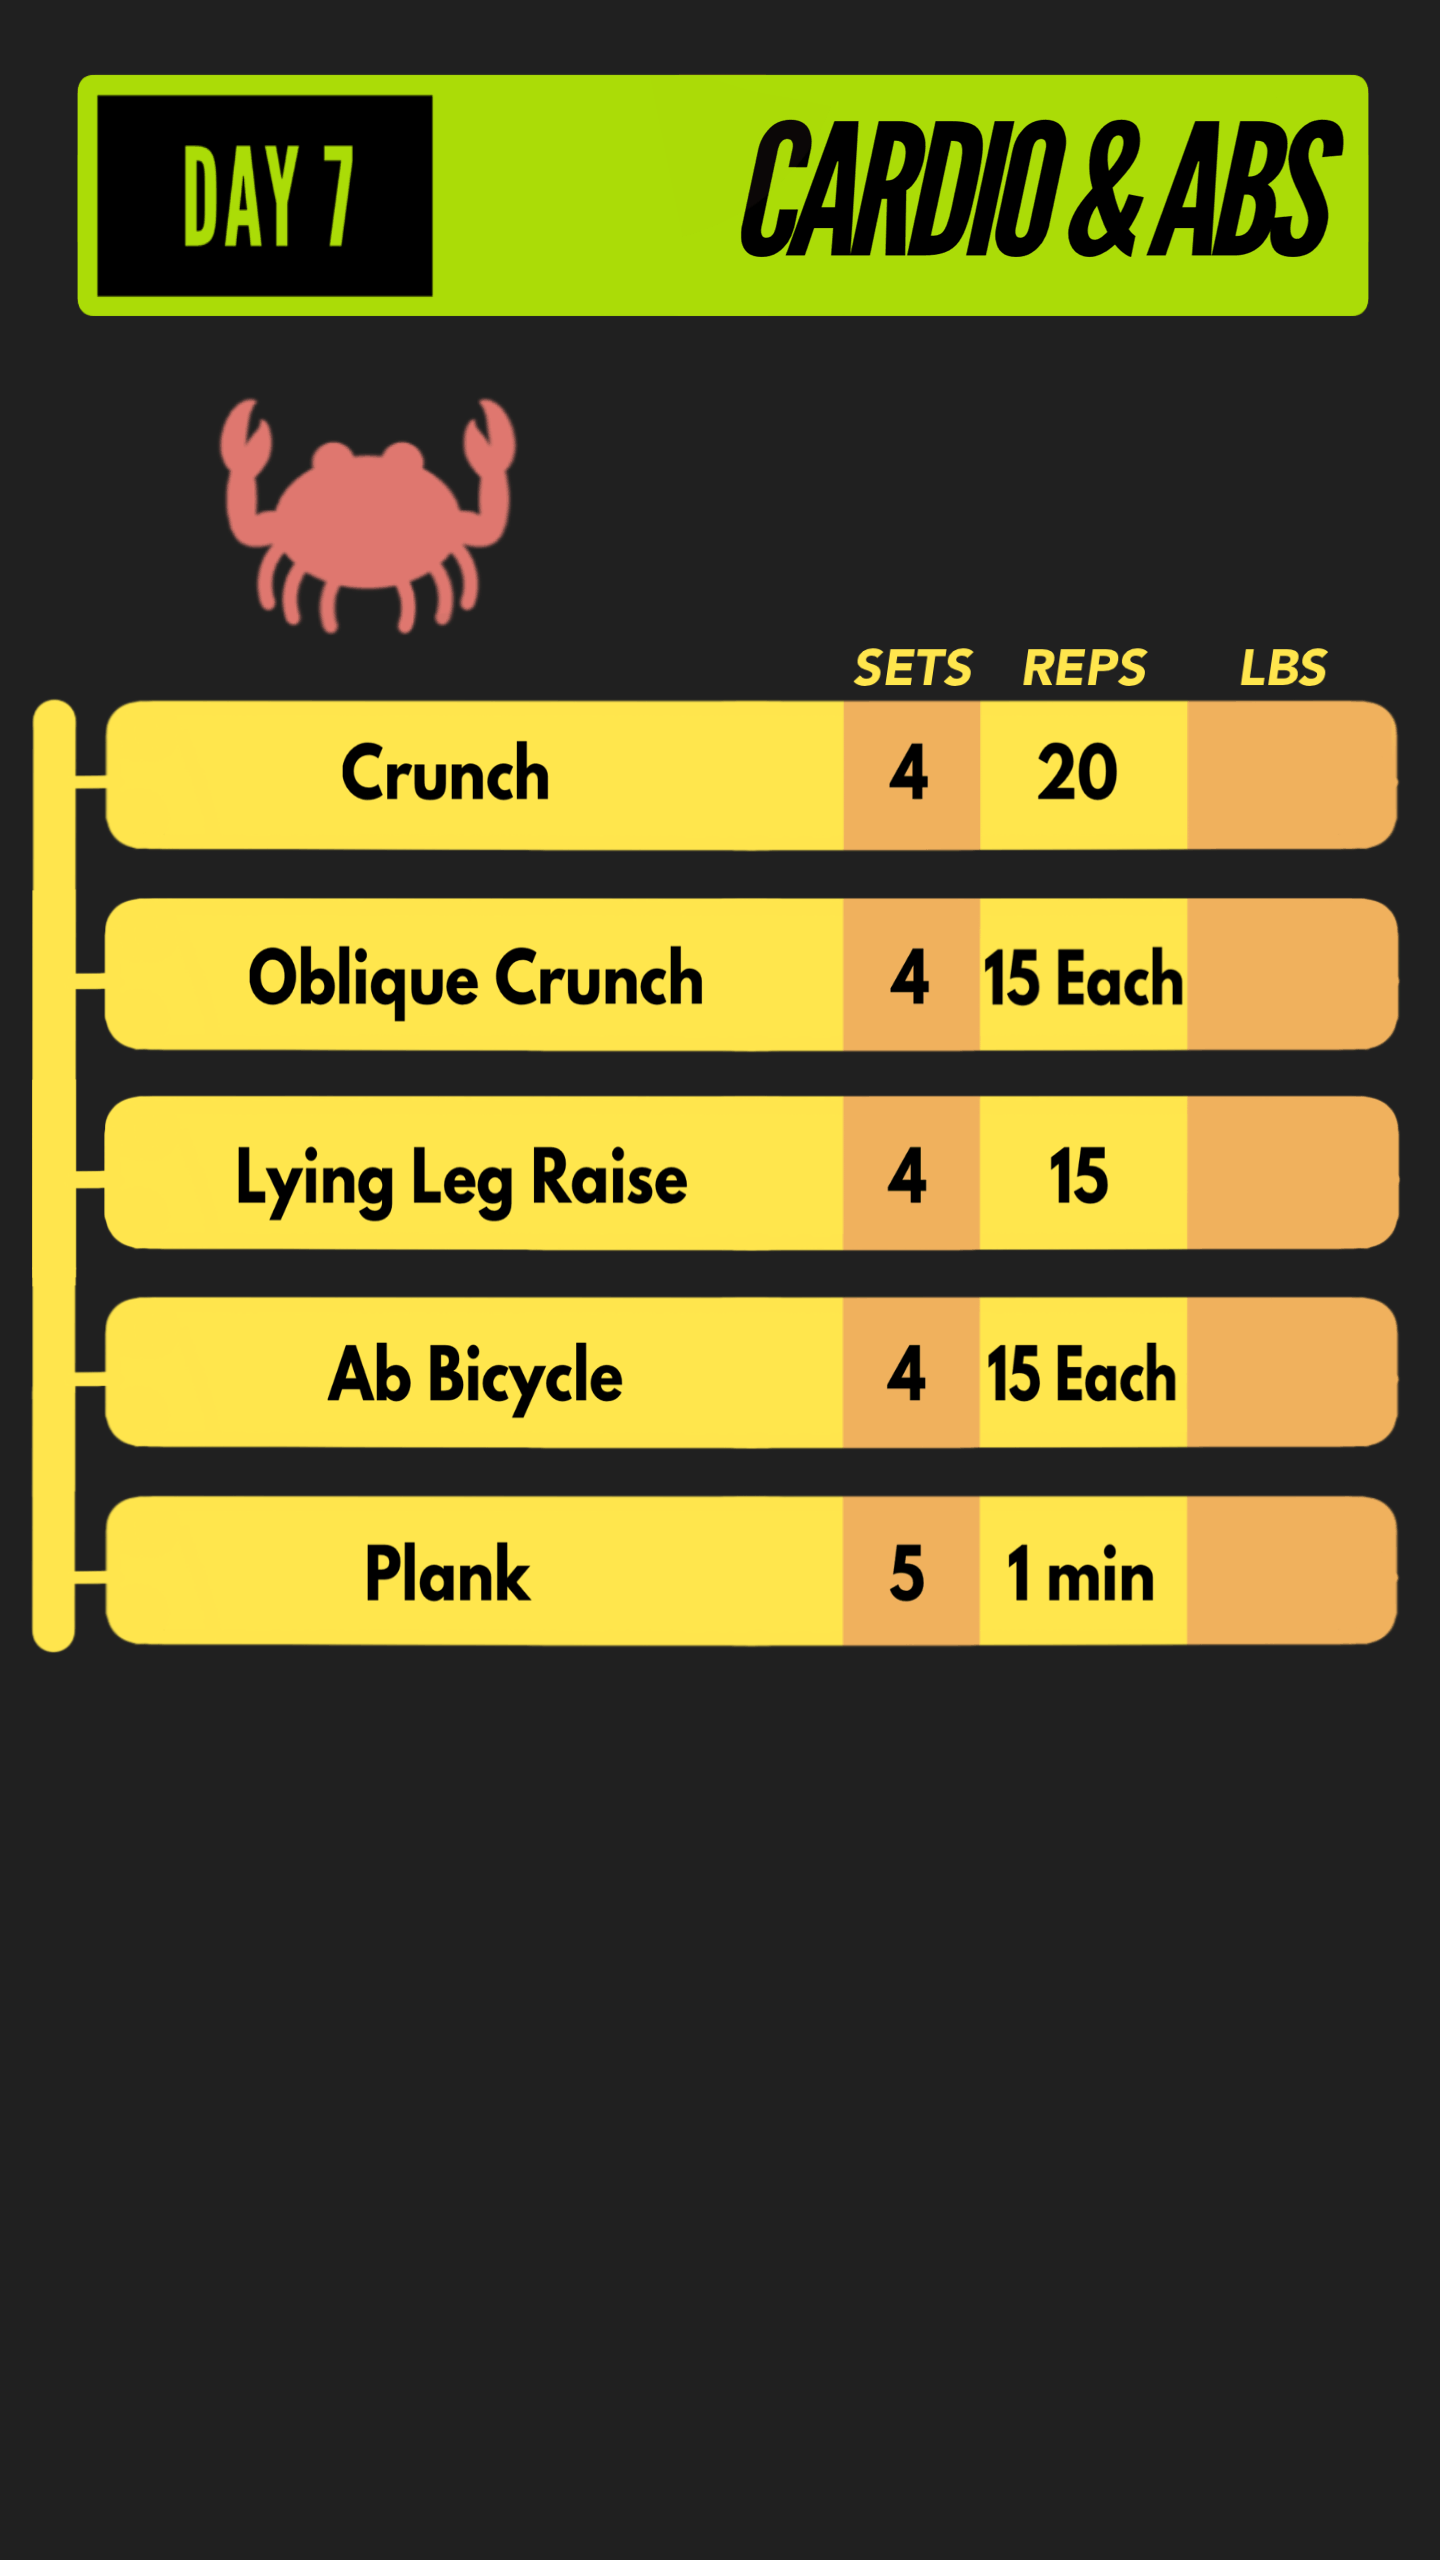 DAY 7 CARDIO & ABS
SETS REPS LBS
Crunch 4 20
Oblique Crunch 4 15 Each
Lying Leg Raise 4 15
Ab Bicycle 4 15 Each
Plank 5 1 min